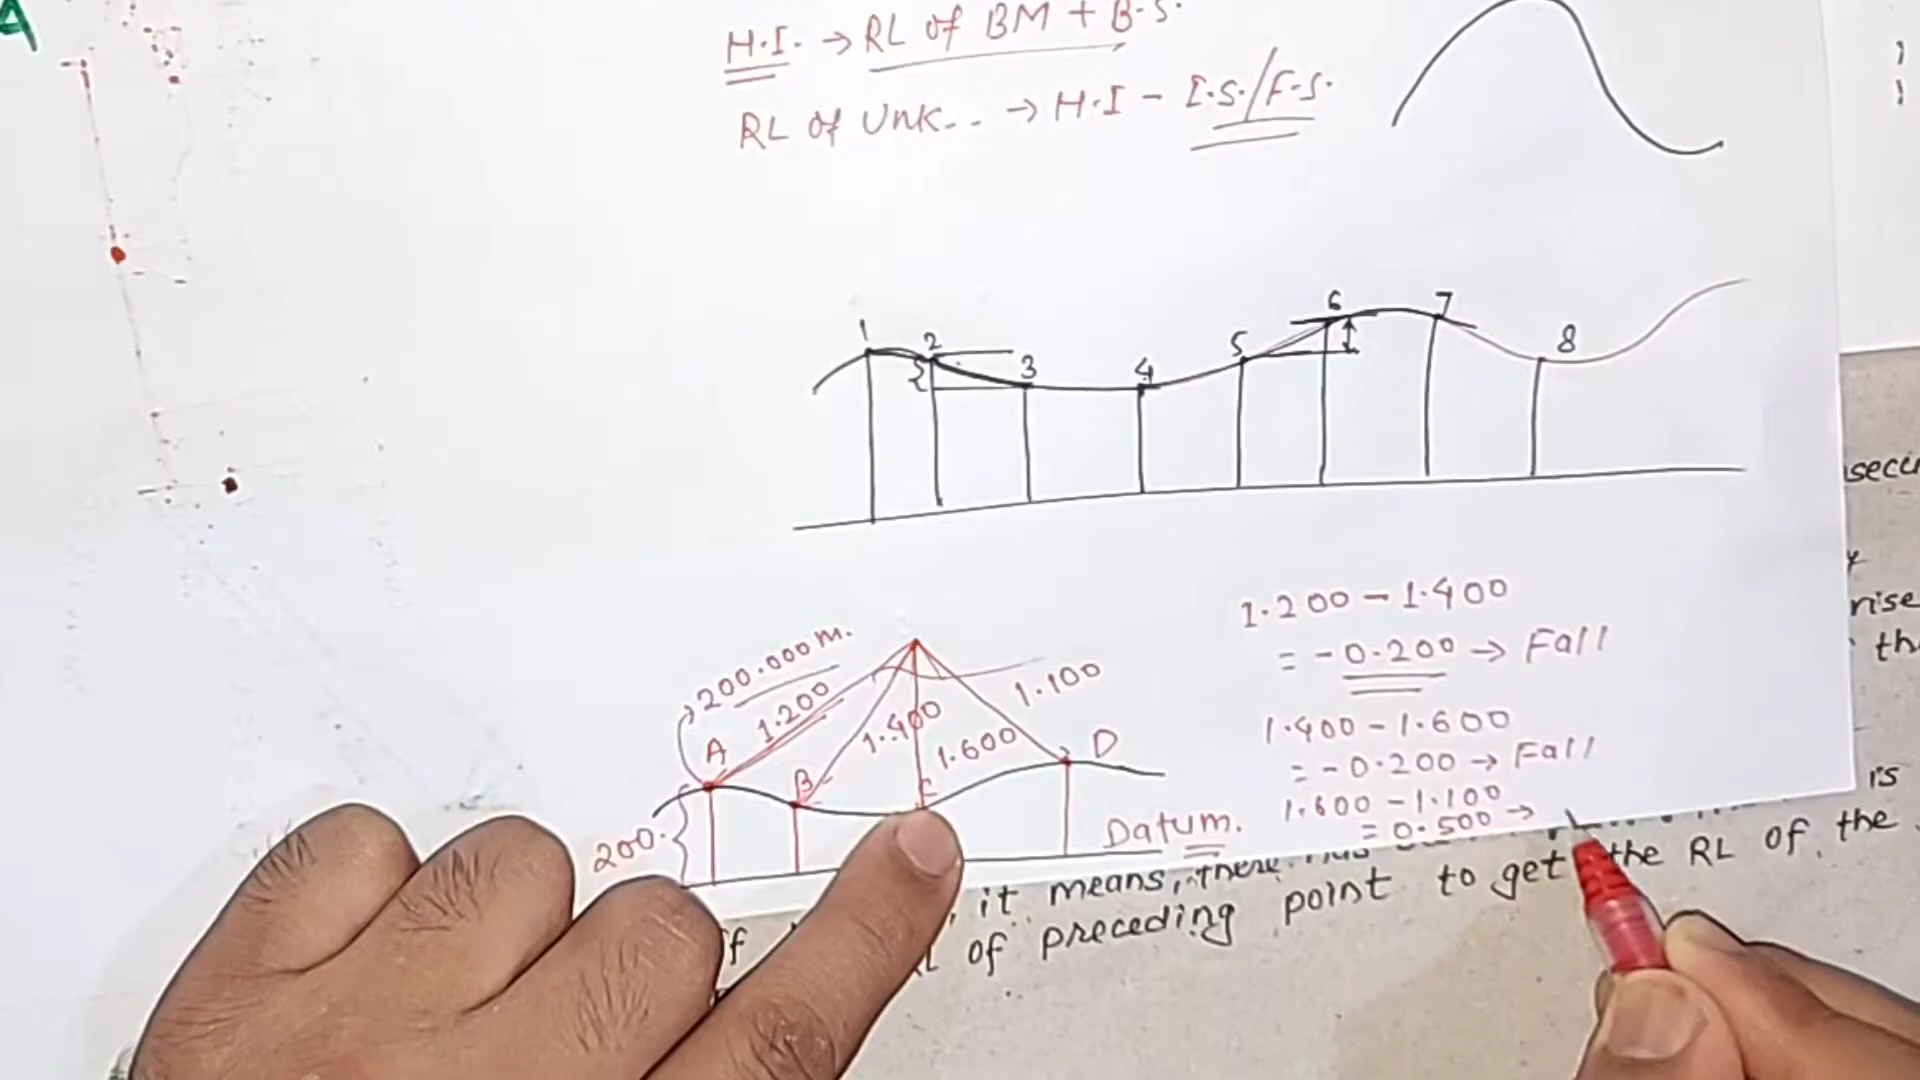 A
H.I. → RL of BM + B.S.
RL of Unk.. → H.I - I.S./F.S.
1 2 3 4 5 6 7 8
200.000 m.
1.200
1.400
1.600
1.100
A
B
C
D
200.
Datum.
1.200 - 1.400
= -0.200 → Fall
1.400 - 1.600
= -0.200 → Fall
1.600 - 1.100
= 0.500 →
rise
th
is
it means, there has
of preceding point to get the RL of the